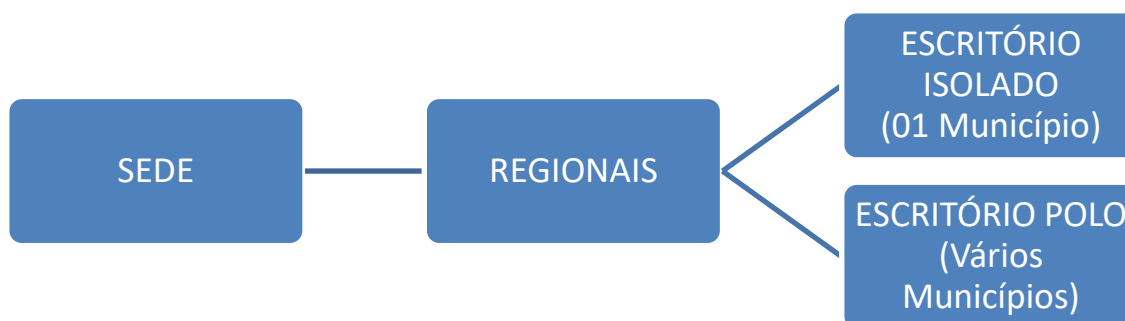 SEDE
REGIONAIS
ESCRITÓRIO
ISOLADO
(01 Município)
ESCRITÓRIO POLO
(Vários
Municípios)